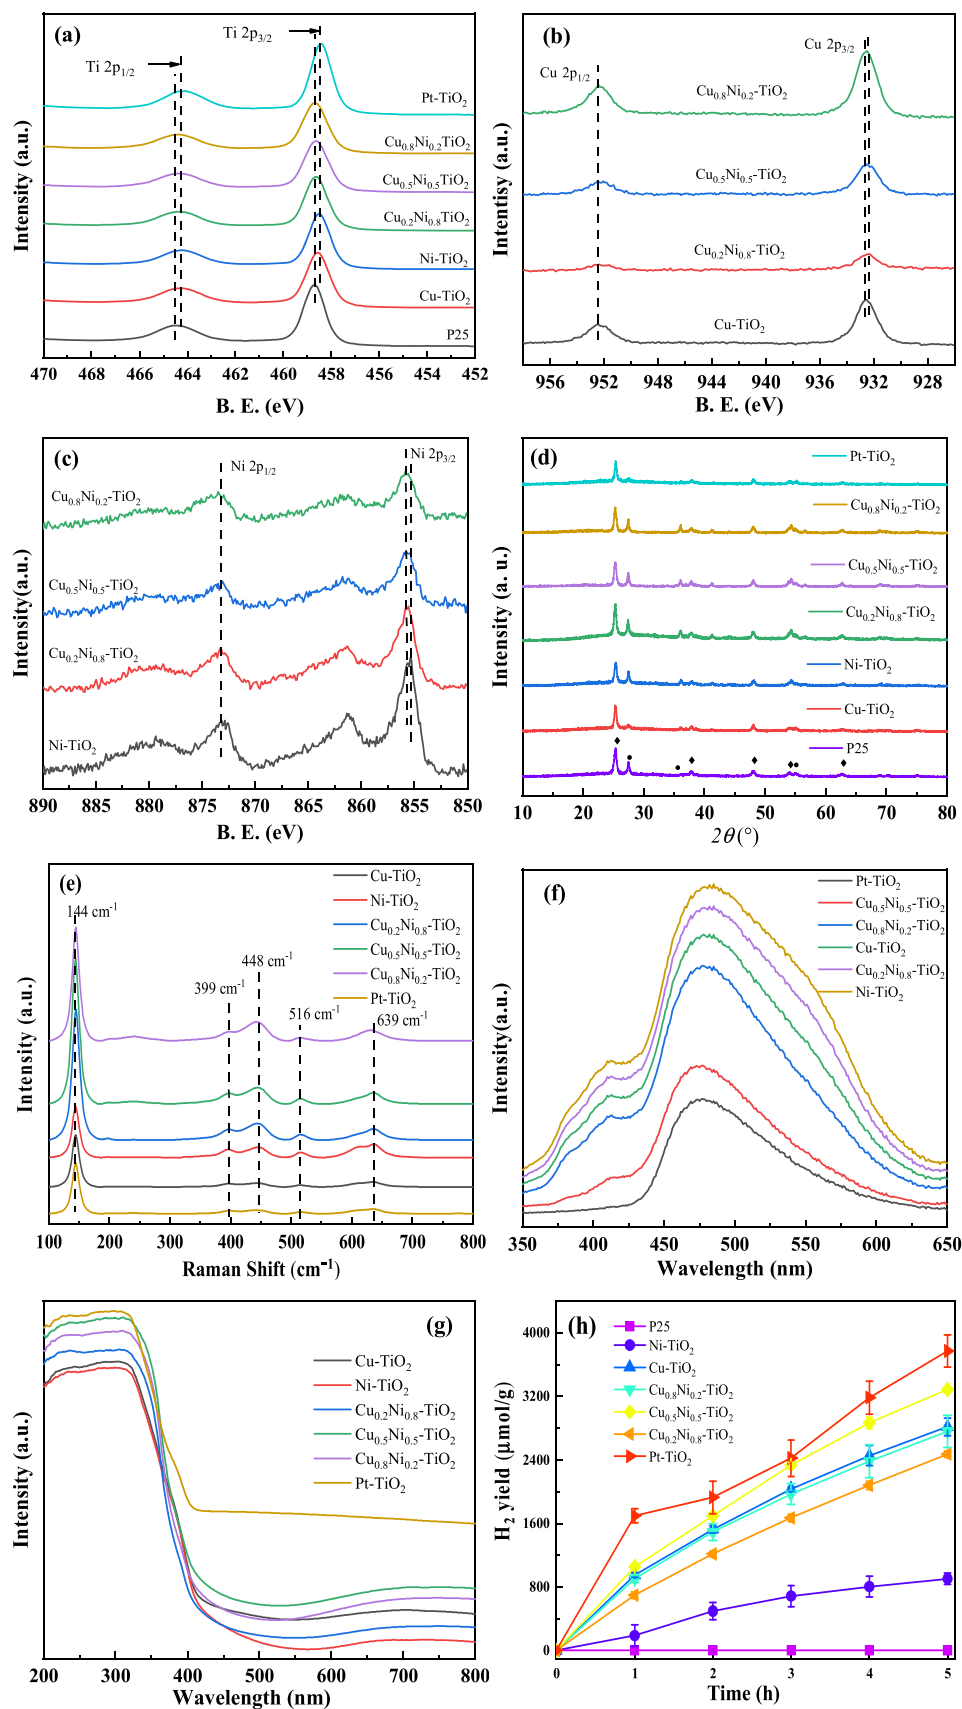 (a)
Ti 2p3/2
Ti 2p1/2
Pt-TiO2
Cu0.8Ni0.2TiO2
Cu0.5Ni0.5TiO2
Cu0.2Ni0.8TiO2
Ni-TiO2
Cu-TiO2
P25
Intensity (a.u.)
470 468 466 464 462 460 458 456 454 452
B. E. (eV)
(b)
Cu 2p3/2
Cu 2p1/2
Cu0.8Ni0.2-TiO2
Cu0.5Ni0.5-TiO2
Cu0.2Ni0.8-TiO2
Cu-TiO2
Intentisy (a.u.)
956 952 948 944 940 936 932 928
B. E. (eV)
(c)
Ni 2p1/2
Ni 2p3/2
Cu0.8Ni0.2-TiO2
Cu0.5Ni0.5-TiO2
Cu0.2Ni0.8-TiO2
Ni-TiO2
Intensity(a.u.)
890 885 880 875 870 865 860 855 850
B. E. (eV)
(d)
Pt-TiO2
Cu0.8Ni0.2-TiO2
Cu0.5Ni0.5-TiO2
Cu0.2Ni0.8-TiO2
Ni-TiO2
Cu-TiO2
P25
Intensity (a. u.)
10 20 30 40 50 60 70 80
2θ (°)
(e)
Cu-TiO2
Ni-TiO2
Cu0.2Ni0.8-TiO2
Cu0.5Ni0.5-TiO2
Cu0.8Ni0.2-TiO2
Pt-TiO2
144 cm-1
399 cm-1
448 cm-1
516 cm-1
639 cm-1
Intensity (a.u.)
100 200 300 400 500 600 700 800
Raman Shift (cm-1)
(f)
Pt-TiO2
Cu0.5Ni0.5-TiO2
Cu0.8Ni0.2-TiO2
Cu-TiO2
Cu0.2Ni0.8-TiO2
Ni-TiO2
Intensity(a.u.)
350 400 450 500 550 600 650
Wavelength (nm)
(g)
Cu-TiO2
Ni-TiO2
Cu0.2Ni0.8-TiO2
Cu0.5Ni0.5-TiO2
Cu0.8Ni0.2-TiO2
Pt-TiO2
Intensity (a.u.)
200 300 400 500 600 700 800
Wavelength (nm)
(h)
P25
Ni-TiO2
Cu-TiO2
Cu0.8Ni0.2-TiO2
Cu0.5Ni0.5-TiO2
Cu0.2Ni0.8-TiO2
Pt-TiO2
H2 yield (μmol/g)
4000
3200
2400
1600
800
0
0 1 2 3 4 5
Time (h)